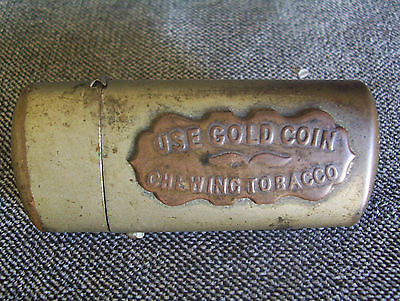 USE GOLD COIN
CHEWING TOBACCO